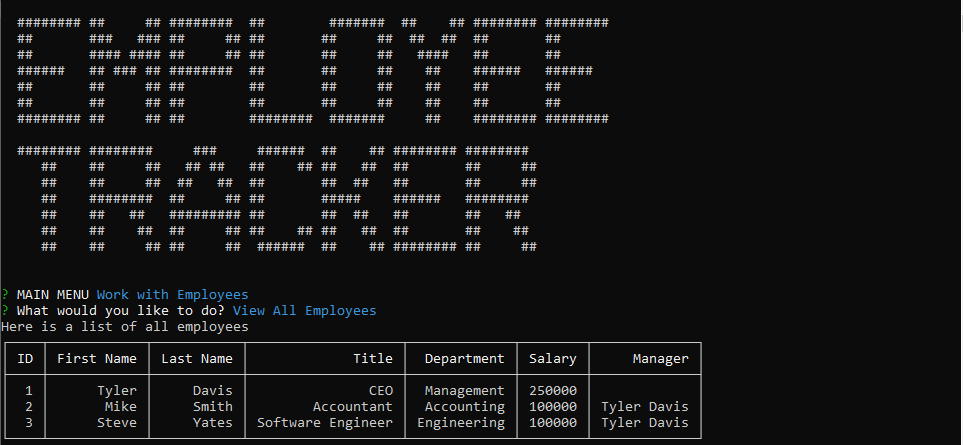 EMPLOYEE
TRACKER
? MAIN MENU Work with Employees
? What would you like to do? View All Employees
Here is a list of all employees
ID First Name Last Name Title Department Salary Manager
1 Tyler Davis CEO Management 250000
2 Mike Smith Accountant Accounting 100000 Tyler Davis
3 Steve Yates Software Engineer Engineering 100000 Tyler Davis